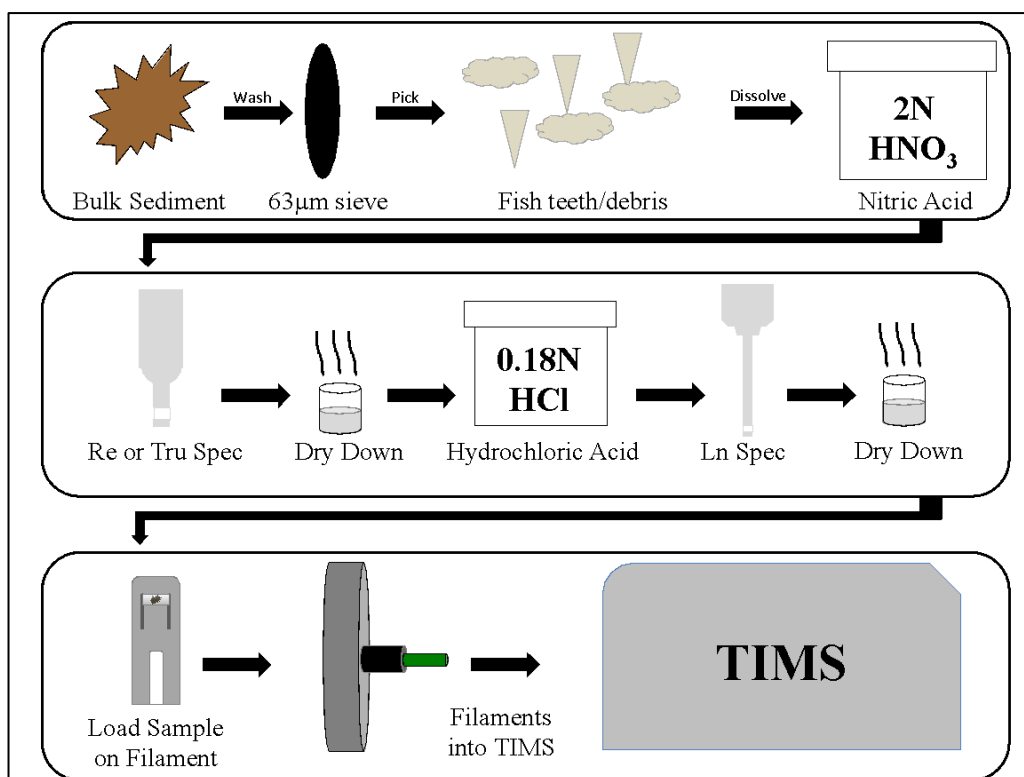 Wash
Pick
Dissolve
2N
HNO₃
Bulk Sediment
63μm sieve
Fish teeth/debris
Nitric Acid
0.18N
HCl
Re or Tru Spec
Dry Down
Hydrochloric Acid
Ln Spec
Dry Down
TIMS
Load Sample
on Filament
Filaments
into TIMS